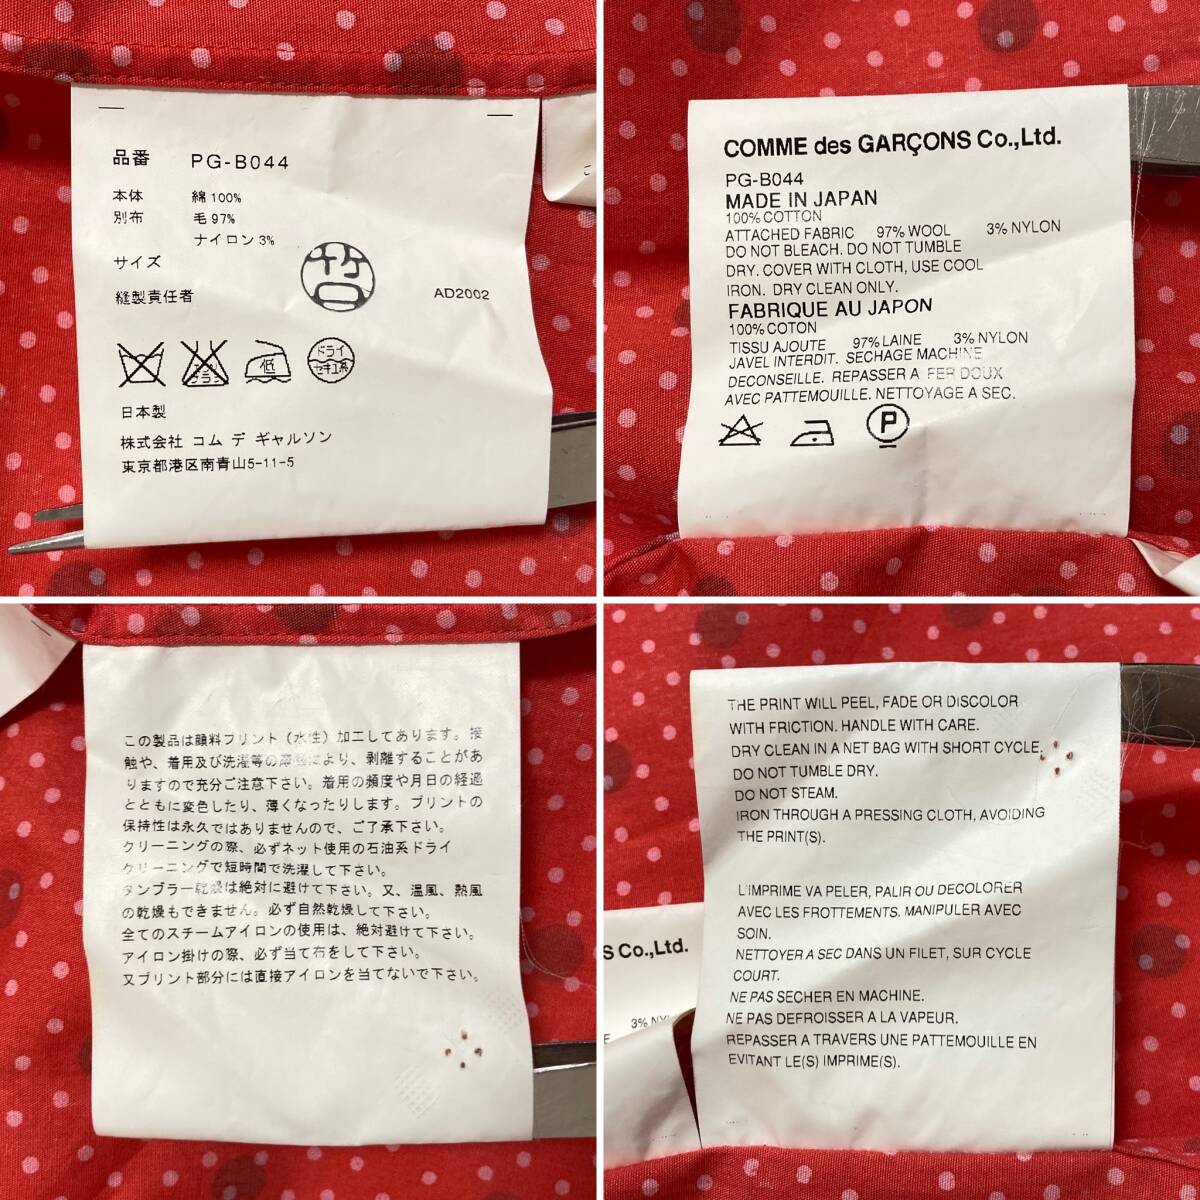 品番 PG-B044
本体 綿 100%
別布 毛 97%
ナイロン 3%
サイズ
縫製責任者
AD2002
低
ドライ
セキユ系
日本製
株式会社 コム デ ギャルソン
東京都港区南青山5-11-5
COMME des GARÇONS Co.,Ltd.
PG-B044
MADE IN JAPAN
100% COTTON
ATTACHED FABRIC 97% WOOL 3% NYLON
DO NOT BLEACH. DO NOT TUMBLE
DRY. COVER WITH CLOTH, USE COOL
IRON. DRY CLEAN ONLY.
FABRIQUE AU JAPON
100% COTON
TISSU AJOUTE 97% LAINE 3% NYLON
JAVEL INTERDIT. SECHAGE MACHINE
DECONSEILLE. REPASSER A FER DOUX
AVEC PATTEMOUILLE. NETTOYAGE A SEC.
P
この製品は顔料プリント（水性）加工してあります。接
触や、着用及び洗濯等の摩擦により、剥離することがあ
りますので充分ご注意下さい。着用の頻度や月日の経過
とともに変色したり、薄くなったりします。プリントの
保持性は永久ではありませんので、ご了承下さい。
クリーニングの際、必ずネット使用の石油系ドライ
クリーニングで短時間で洗濯して下さい。
タンブラー乾燥は絶対に避けて下さい。又、温風、熱風
の乾燥もできません。必ず自然乾燥して下さい。
全てのスチームアイロンの使用は、絶対避けて下さい。
アイロン掛けの際、必ず当て布をして下さい。
又プリント部分には直接アイロンを当てないで下さい。
THE PRINT WILL PEEL, FADE OR DISCOLOR
WITH FRICTION. HANDLE WITH CARE.
DRY CLEAN IN A NET BAG WITH SHORT CYCLE.
DO NOT TUMBLE DRY.
DO NOT STEAM.
IRON THROUGH A PRESSING CLOTH, AVOIDING
THE PRINT(S).
L'IMPRIME VA PELER, PALIR OU DECOLORER
AVEC LES FROTTEMENTS. MANIPULER AVEC
SOIN.
NETTOYER A SEC DANS UN FILET, SUR CYCLE
COURT.
NE PAS SECHER EN MACHINE.
NE PAS DEFROISSER A LA VAPEUR.
REPASSER A TRAVERS UNE PATTEMOUILLE EN
EVITANT LE(S) IMPRIME(S).
S Co.,Ltd.
3% NY